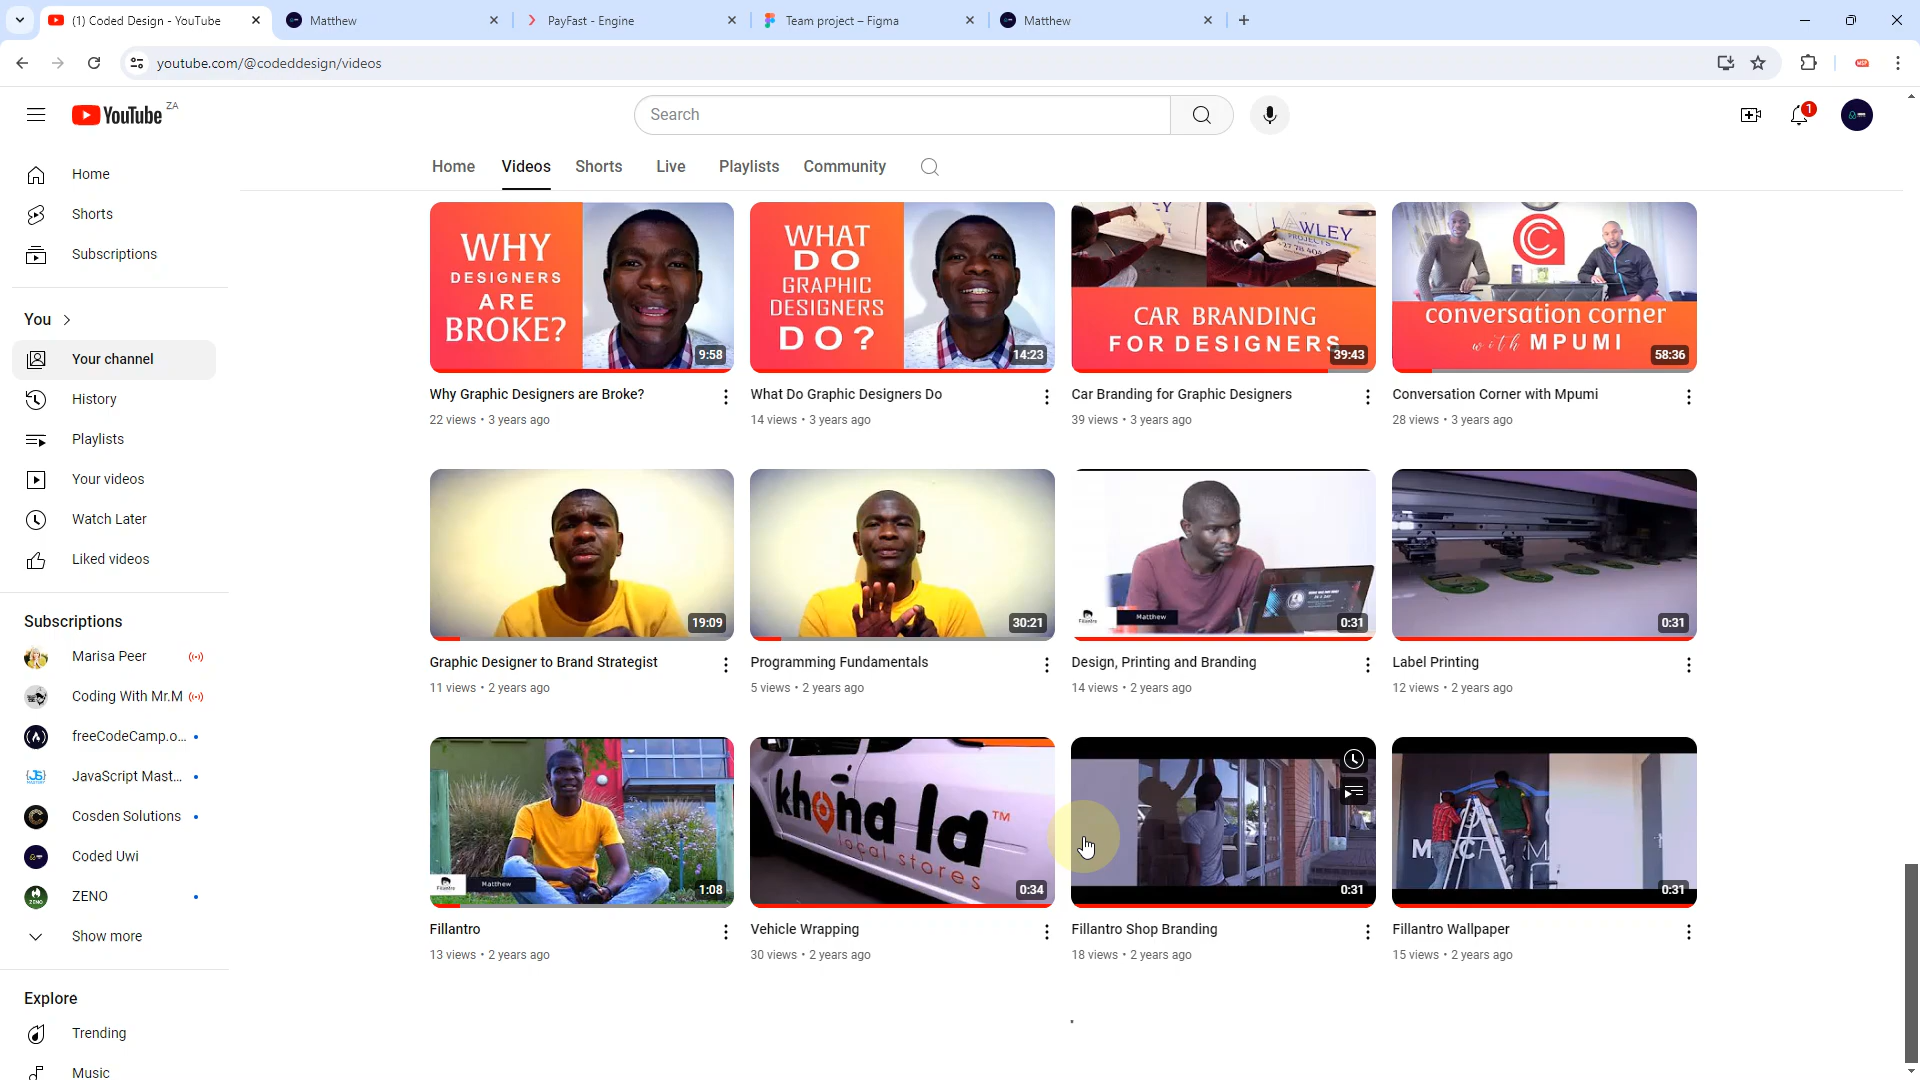 (1) Coded Design - YouTube
Matthew
PayFast - Engine
Team project – Figma
Matthew
youtube.com/@codeddesign/videos
YouTube ZA
Search
1
Home
Videos
Shorts
Live
Playlists
Community
Home
Shorts
Subscriptions
You
Your channel
History
Playlists
Your videos
Watch Later
Liked videos
Subscriptions
Marisa Peer
Coding With Mr.M
freeCodeCamp.o...
JavaScript Mast...
Cosden Solutions
Coded Uwi
ZENO
Show more
Explore
Trending
Music
WHY
DESIGNERS
ARE
BROKE?
9:58
Why Graphic Designers are Broke?
22 views • 3 years ago
WHAT
DO
GRAPHIC
DESIGNERS
DO?
14:23
What Do Graphic Designers Do
14 views • 3 years ago
WLEY
PROJECTS
CAR BRANDING
FOR DESIGNERS
39:43
Car Branding for Graphic Designers
39 views • 3 years ago
conversation corner
with MPUMI
58:36
Conversation Corner with Mpumi
28 views • 3 years ago
19:09
Graphic Designer to Brand Strategist
11 views • 2 years ago
30:21
Programming Fundamentals
5 views • 2 years ago
Fillantro
Matthew
0:31
Design, Printing and Branding
14 views • 2 years ago
0:31
Label Printing
12 views • 2 years ago
Fillantro
Matthew
1:08
Fillantro
13 views • 2 years ago
khona la™
local stores
0:34
Vehicle Wrapping
30 views • 2 years ago
0:31
Fillantro Shop Branding
18 views • 2 years ago
0:31
Fillantro Wallpaper
15 views • 2 years ago